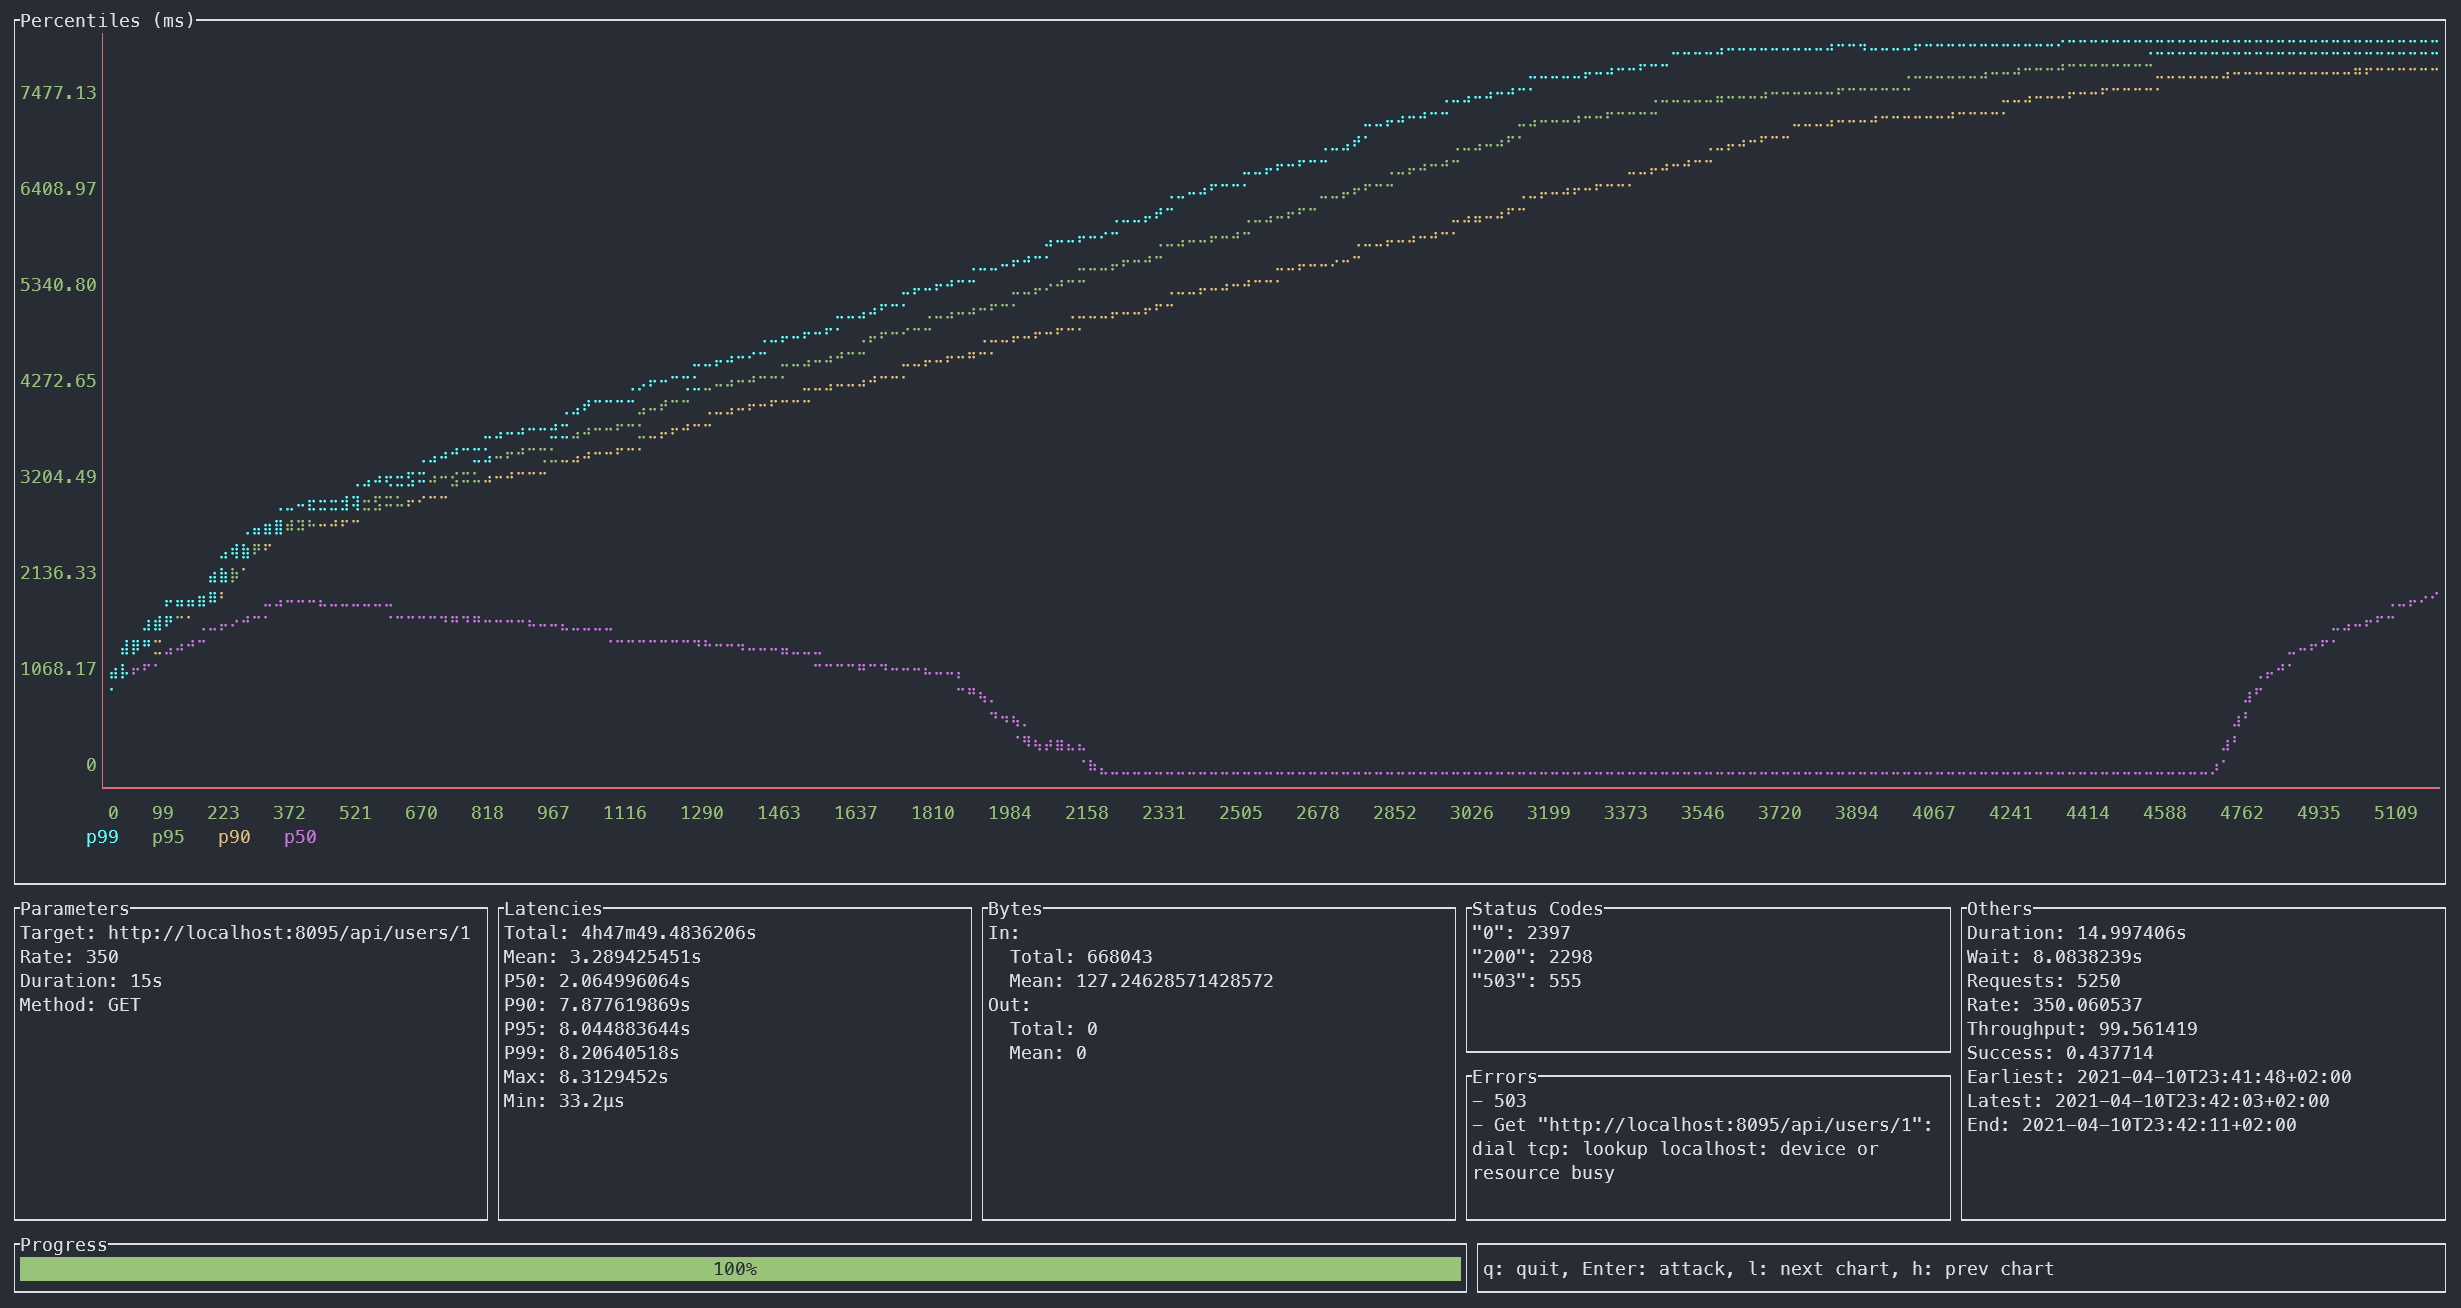 Percentiles (ms)
7477.13
6408.97
5340.80
4272.65
3204.49
2136.33
1068.17
0
0 99 223 372 521 670 818 967 1116 1290 1463 1637 1810 1984 2158 2331 2505 2678 2852 3026 3199 3373 3546 3720 3894 4067 4241 4414 4588 4762 4935 5109
p99 p95 p90 p50
Parameters
Target: http://localhost:8095/api/users/1
Rate: 350
Duration: 15s
Method: GET
Latencies
Total: 4h47m49.4836206s
Mean: 3.289425451s
P50: 2.064996064s
P90: 7.877619869s
P95: 8.044883644s
P99: 8.20640518s
Max: 8.3129452s
Min: 33.2µs
Bytes
In:
Total: 668043
Mean: 127.24628571428572
Out:
Total: 0
Mean: 0
Status Codes
"0": 2397
"200": 2298
"503": 555
Errors
– 503
– Get "http://localhost:8095/api/users/1":
dial tcp: lookup localhost: device or
resource busy
Others
Duration: 14.997406s
Wait: 8.0838239s
Requests: 5250
Rate: 350.060537
Throughput: 99.561419
Success: 0.437714
Earliest: 2021–04–10T23:41:48+02:00
Latest: 2021–04–10T23:42:03+02:00
End: 2021–04–10T23:42:11+02:00
Progress
100%
q: quit, Enter: attack, l: next chart, h: prev chart